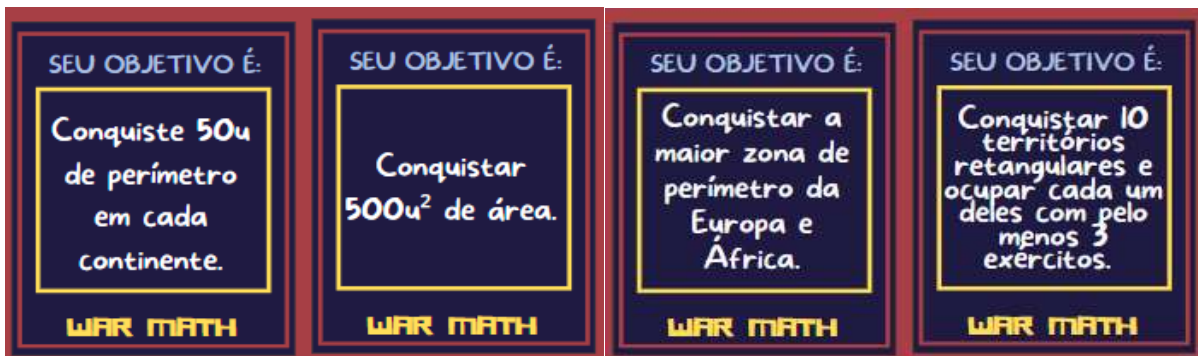 SEU OBJETIVO É:
Conquiste 50u
de perímetro
em cada
continente.
WAR MATH
SEU OBJETIVO É:
Conquistar
500u² de área.
WAR MATH
SEU OBJETIVO É:
Conquistar a
maior zona de
perímetro da
Europa e
África.
WAR MATH
SEU OBJETIVO É:
Conquistar 10
territórios
retangulares e
ocupar cada um
deles com pelo
menos 3
exércitos.
WAR MATH